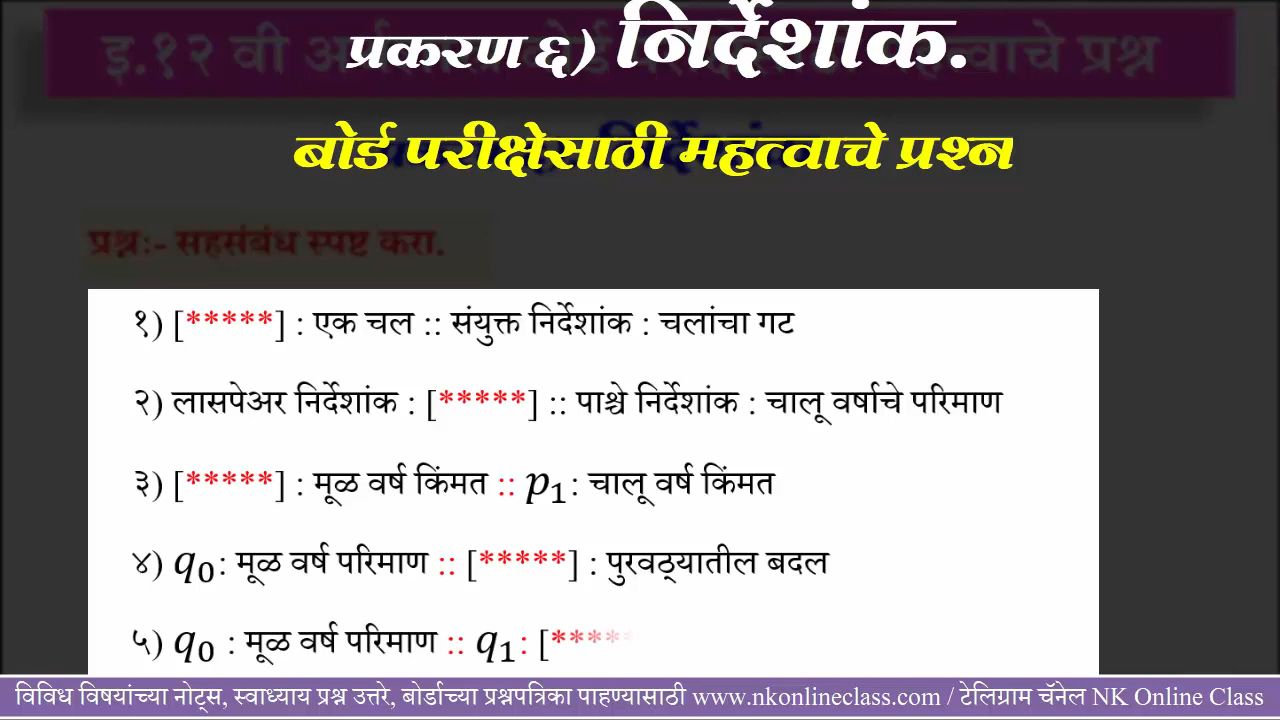 प्रकरण ६) निर्देशांक.
बोर्ड परीक्षेसाठी महत्वाचे प्रश्न
प्रश्न:- सहसंबंध स्पष्ट करा.
१) [*****] : एक चल :: संयुक्त निर्देशांक : चलांचा गट
२) लासपेअर निर्देशांक : [*****] :: पाश्चे निर्देशांक : चालू वर्षाचे परिमाण
३) [*****] : मूळ वर्ष किंमत :: p₁ : चालू वर्ष किंमत
४) q₀ : मूळ वर्ष परिमाण :: [*****] : पुरवठ्यातील बदल
५) q₀ : मूळ वर्ष परिमाण :: q₁ : [*****
विविध विषयांच्या नोट्स, स्वाध्याय प्रश्न उत्तरे, बोर्डाच्या प्रश्नपत्रिका पाहण्यासाठी www.nkonlineclass.com / टेलिग्राम चॅनेल NK Online Class